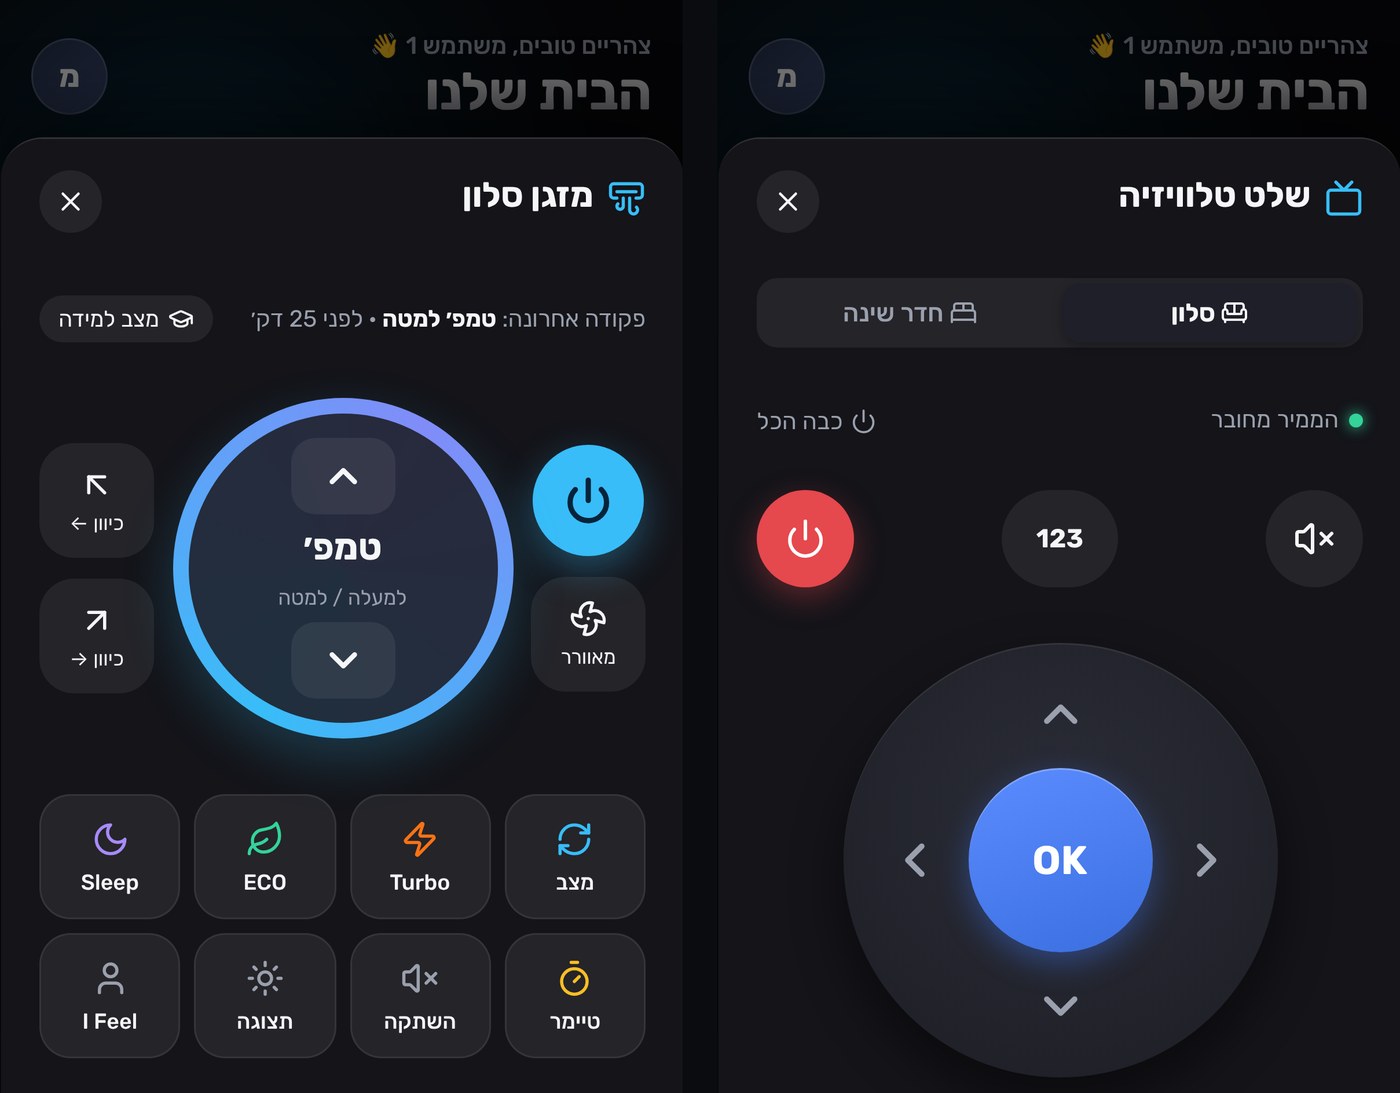 צהריים טובים, משתמש 1 👋
הבית שלנו
מ
שלט טלוויזיה
סלון
חדר שינה
הממיר מחובר
כבה הכל
123
OK
צהריים טובים, משתמש 1 👋
הבית שלנו
מ
מזגן סלון
פקודה אחרונה: טמפ׳ למטה • לפני 25 דק׳
מצב למידה
טמפ׳
למעלה / למטה
מאוורר
כיוון ←
כיוון →
מצב
Turbo
ECO
Sleep
טיימר
השתקה
תצוגה
I Feel